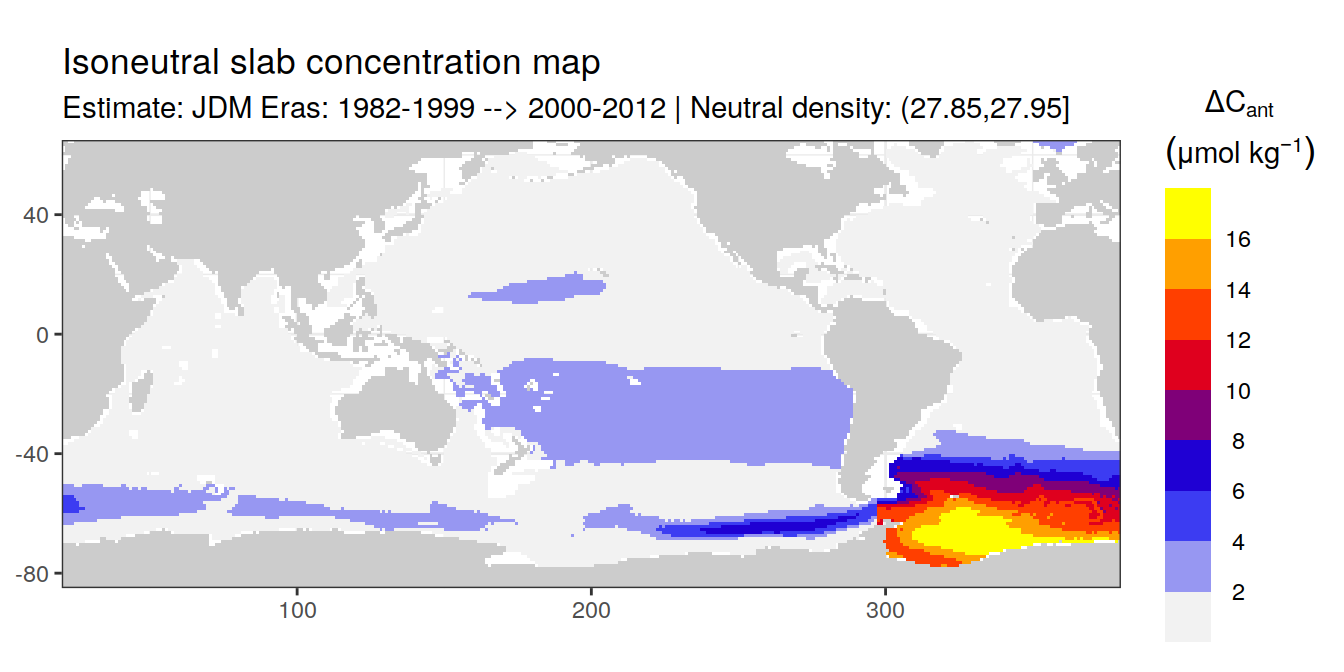 Isoneutral slab concentration map
Estimate: JDM Eras: 1982-1999 --> 2000-2012 | Neutral density: (27.85,27.95]
ΔCant
(μmol kg⁻¹)
16
14
12
10
8
6
4
2
40
0
-40
-80
100 200 300